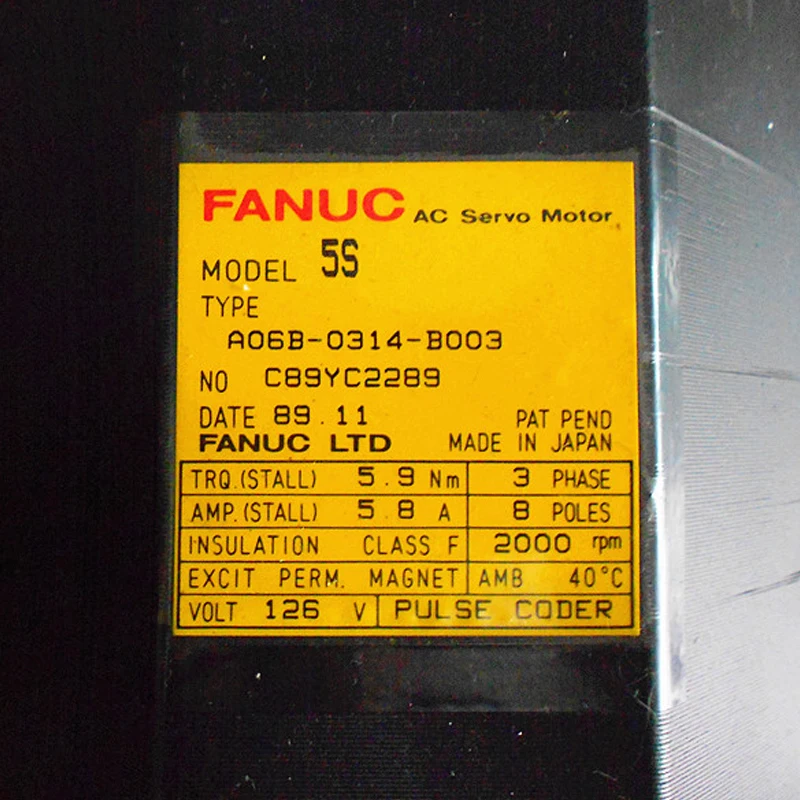 FANUC AC Servo Motor
MODEL 5S
TYPE
A06B-0314-B003
NO C89YC2289
DATE 89.11 PAT PEND
FANUC LTD MADE IN JAPAN
TRQ.(STALL) 5.9 Nm 3 PHASE
AMP.(STALL) 5.8 A 8 POLES
INSULATION CLASS F 2000 rpm
EXCIT PERM. MAGNET AMB 40°C
VOLT 126 V PULSE CODER